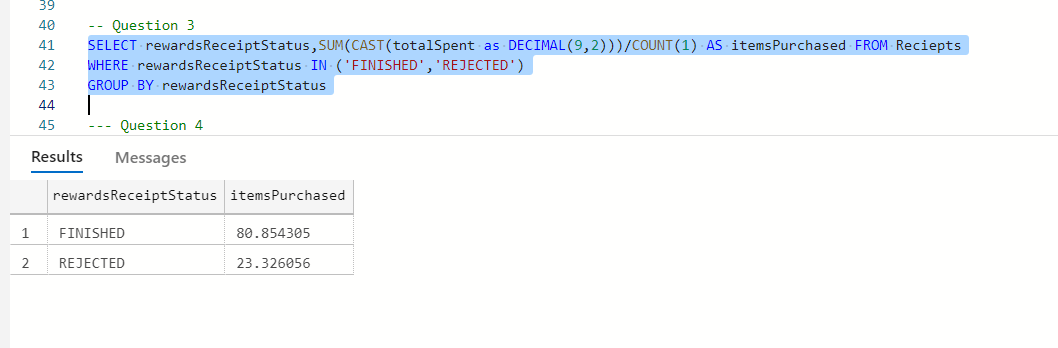 39
40 -- Question 3
41 SELECT rewardsReceiptStatus,SUM(CAST(totalSpent as DECIMAL(9,2)))/COUNT(1) AS itemsPurchased FROM Reciepts
42 WHERE rewardsReceiptStatus IN ('FINISHED','REJECTED')
43 GROUP BY rewardsReceiptStatus
44
45 --- Question 4
Results Messages
rewardsReceiptStatus itemsPurchased
1 FINISHED 80.854305
2 REJECTED 23.326056